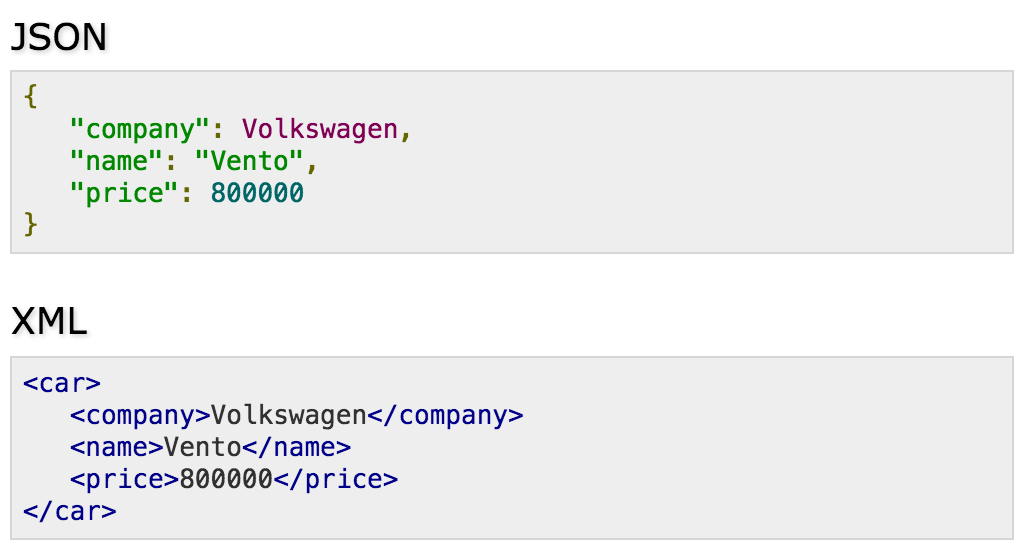 JSON
{
   "company": Volkswagen,
   "name": "Vento",
   "price": 800000
}
XML
<car>
   <company>Volkswagen</company>
   <name>Vento</name>
   <price>800000</price>
</car>